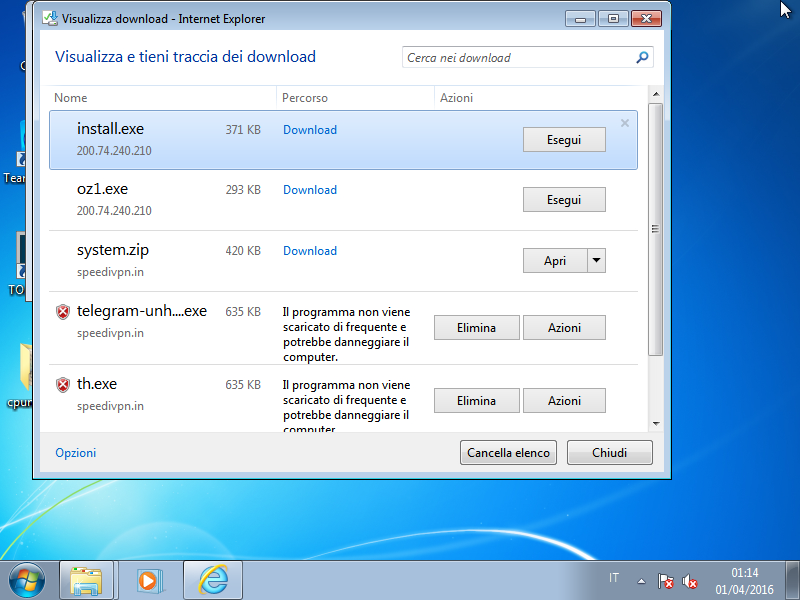 Visualizza download - Internet Explorer
Visualizza e tieni traccia dei download
Cerca nei download
Nome Percorso Azioni
install.exe 371 KB Download Esegui
200.74.240.210
oz1.exe 293 KB Download Esegui
200.74.240.210
system.zip 420 KB Download Apri
speedivpn.in
telegram-unh....exe 635 KB Il programma non viene
scaricato di frequente e
potrebbe danneggiare il
computer.
speedivpn.in
Elimina Azioni
th.exe 635 KB Il programma non viene
scaricato di frequente e
potrebbe danneggiare il
computer
speedivpn.in
Elimina Azioni
Opzioni Cancella elenco Chiudi
Tear
TO
cpur
IT 01:14
01/04/2016